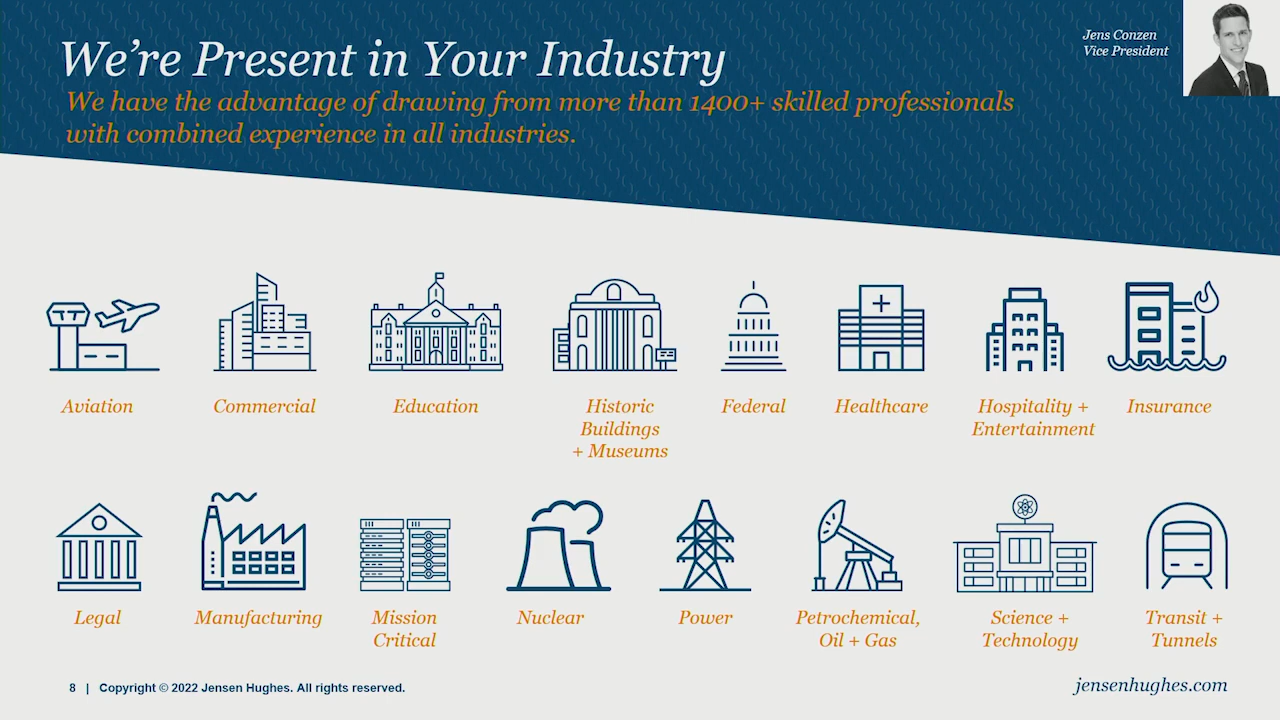 We're Present in Your Industry
Jens Conzen
Vice President
We have the advantage of drawing from more than 1400+ skilled professionals
with combined experience in all industries.
Aviation
Commercial
Education
Historic
Buildings
+ Museums
Federal
Healthcare
Hospitality +
Entertainment
Insurance
Legal
Manufacturing
Mission
Critical
Nuclear
Power
Petrochemical,
Oil + Gas
Science +
Technology
Transit +
Tunnels
8 | Copyright © 2022 Jensen Hughes. All rights reserved.
jensenhughes.com